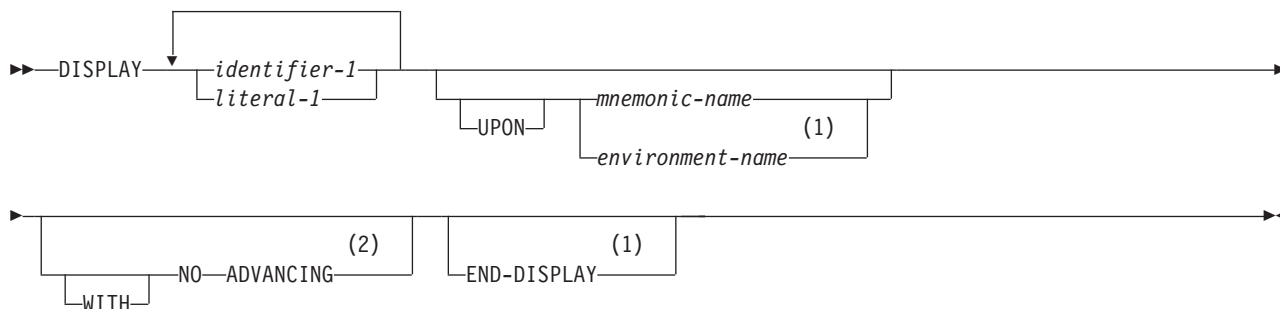 DISPLAY identifier-1
literal-1
UPON mnemonic-name
(1)
environment-name
(2)
WITH NO ADVANCING
(1)
END-DISPLAY